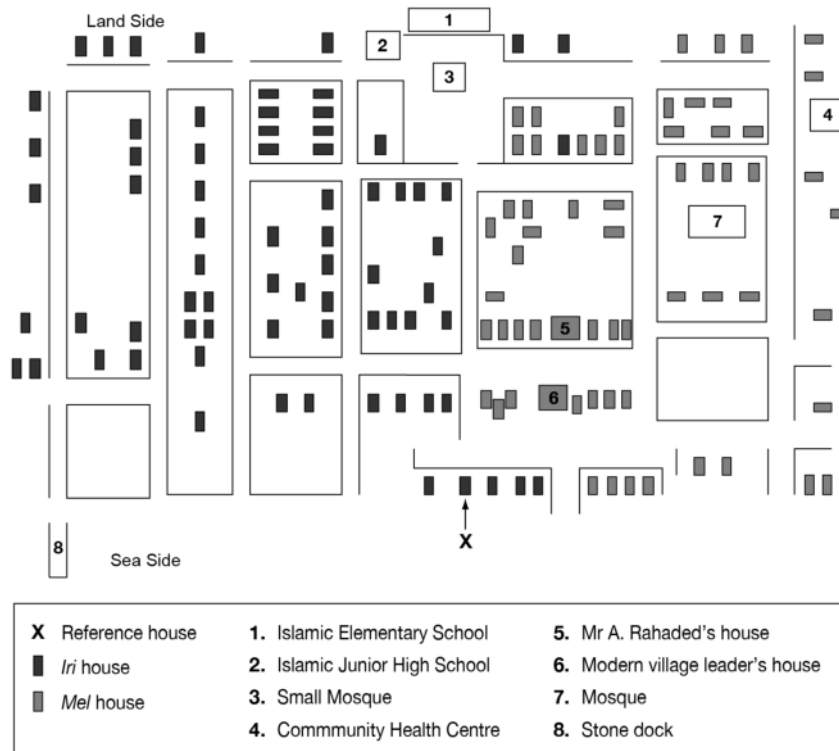 Land Side
1
2
3
4
7
5
6
X
8
Sea Side
X Reference house
Iri house
Mel house
1. Islamic Elementary School
2. Islamic Junior High School
3. Small Mosque
4. Commmunity Health Centre
5. Mr A. Rahaded's house
6. Modern village leader's house
7. Mosque
8. Stone dock